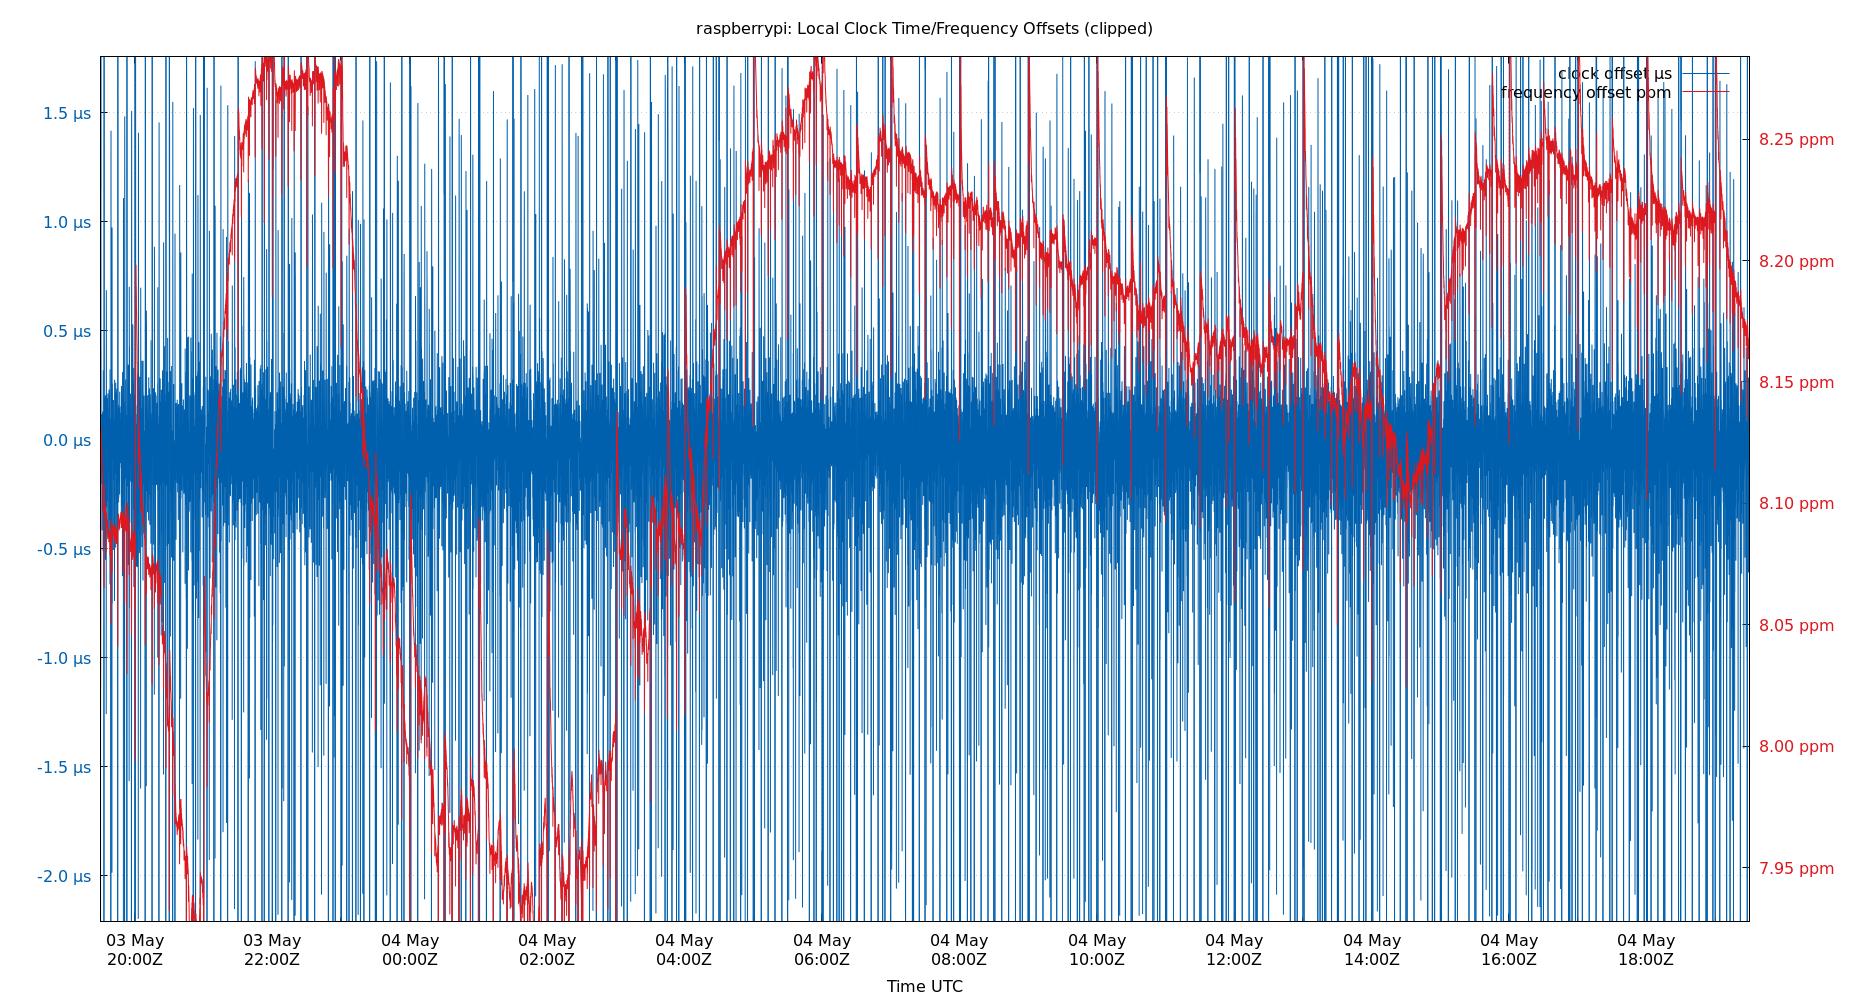 raspberrypi: Local Clock Time/Frequency Offsets (clipped)
clock offset µs
frequency offset ppm
1.5 µs
1.0 µs
0.5 µs
0.0 µs
-0.5 µs
-1.0 µs
-1.5 µs
-2.0 µs
8.25 ppm
8.20 ppm
8.15 ppm
8.10 ppm
8.05 ppm
8.00 ppm
7.95 ppm
03 May 03 May 04 May 04 May 04 May 04 May 04 May 04 May 04 May 04 May 04 May 04 May
20:00Z 22:00Z 00:00Z 02:00Z 04:00Z 06:00Z 08:00Z 10:00Z 12:00Z 14:00Z 16:00Z 18:00Z
Time UTC